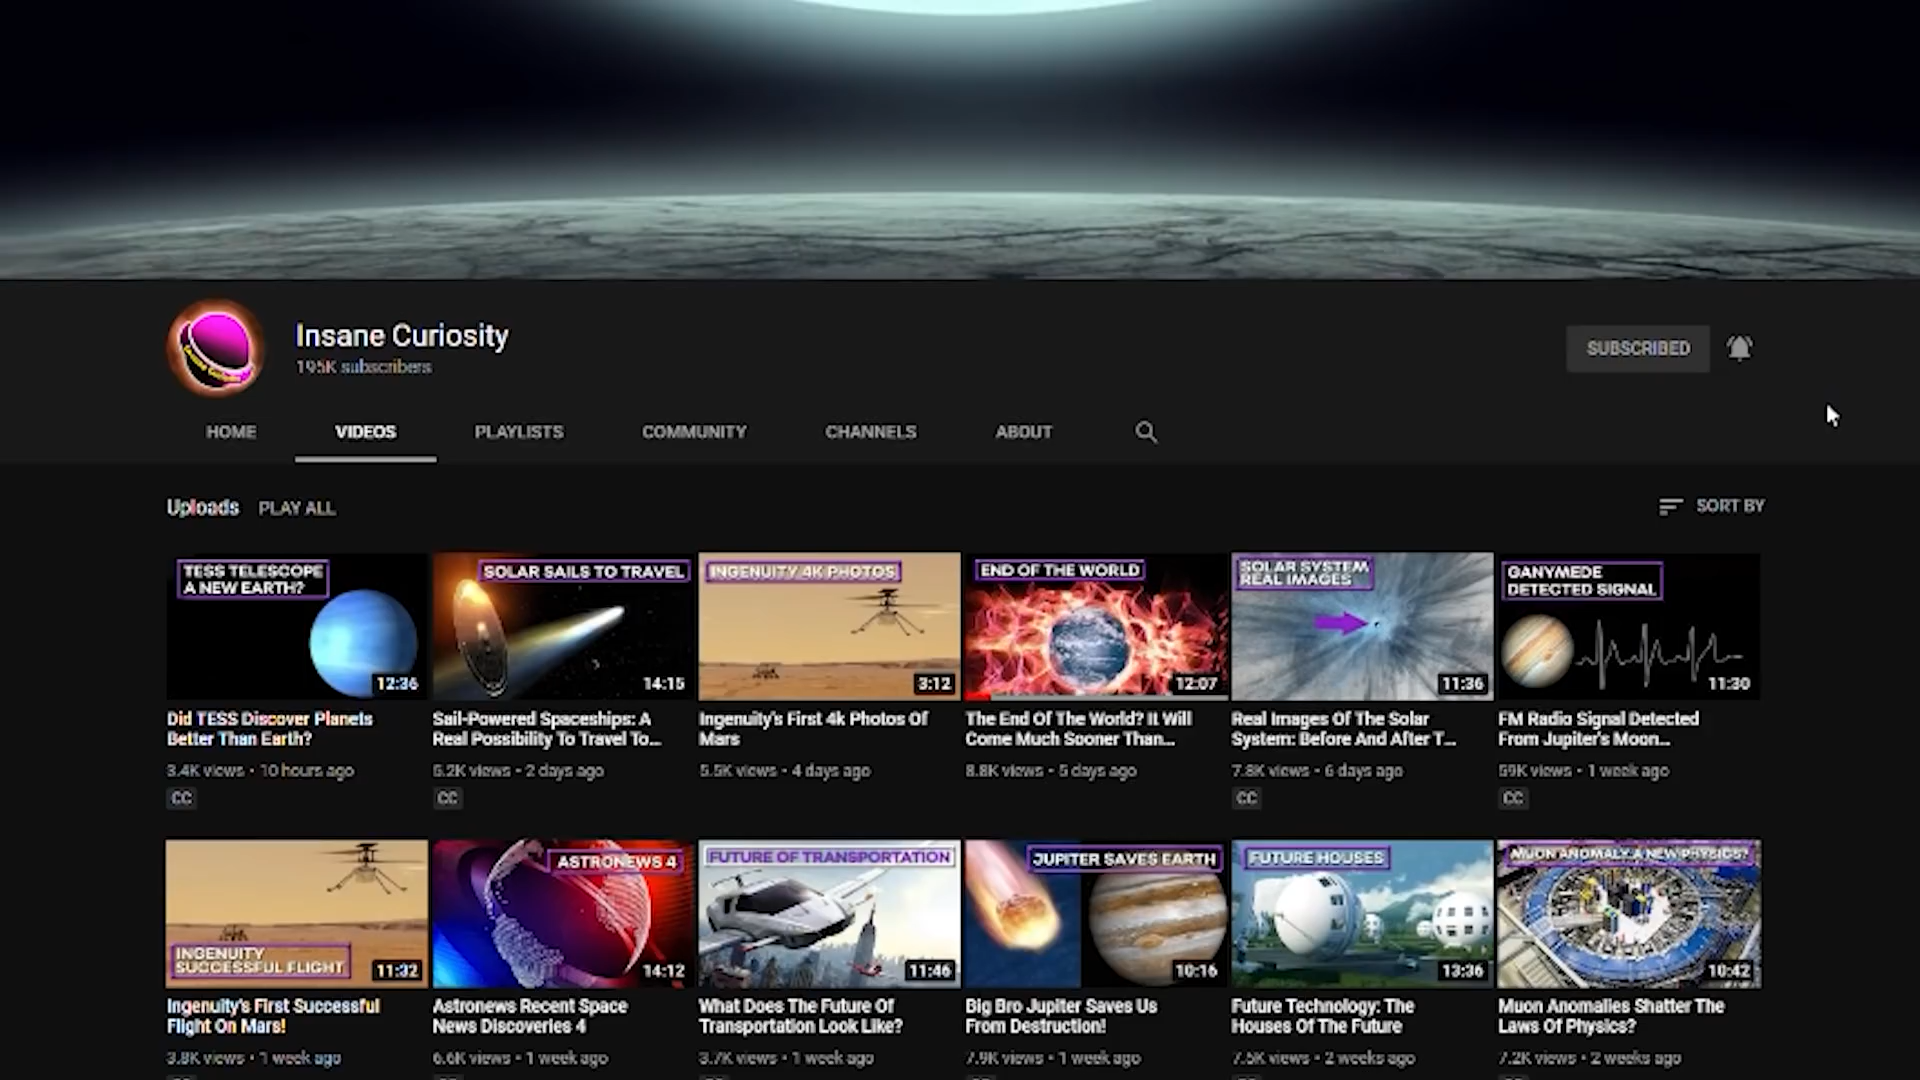 Insane Curiosity
195K subscribers
SUBSCRIBED
HOME
VIDEOS
PLAYLISTS
COMMUNITY
CHANNELS
ABOUT
Uploads
PLAY ALL
SORT BY
TESS TELESCOPE
A NEW EARTH?
12:36
SOLAR SAILS TO TRAVEL
14:15
INGENUITY 4K PHOTOS
3:12
END OF THE WORLD
12:07
SOLAR SYSTEM
REAL IMAGES
11:36
GANYMEDE
DETECTED SIGNAL
11:30
Did TESS Discover Planets
Better Than Earth?
3.4K views • 10 hours ago
CC
Sail-Powered Spaceships: A
Real Possibility To Travel To...
5.2K views • 2 days ago
CC
Ingenuity's First 4k Photos Of
Mars
5.5K views • 4 days ago
The End Of The World? It Will
Come Much Sooner Than...
8.8K views • 5 days ago
Real Images Of The Solar
System: Before And After T...
7.8K views • 6 days ago
CC
FM Radio Signal Detected
From Jupiter's Moon...
59K views • 1 week ago
CC
INGENUITY
SUCCESSFUL FLIGHT
11:32
ASTRONEWS 4
14:12
FUTURE OF TRANSPORTATION
11:46
JUPITER SAVES EARTH
10:16
FUTURE HOUSES
13:36
MUON ANOMALY: A NEW PHYSICS?
10:42
Ingenuity's First Successful
Flight On Mars!
3.8K views • 1 week ago
Astronews Recent Space
News Discoveries 4
6.6K views • 1 week ago
What Does The Future Of
Transportation Look Like?
3.7K views • 1 week ago
Big Bro Jupiter Saves Us
From Destruction!
7.9K views • 1 week ago
Future Technology: The
Houses Of The Future
7.5K views • 2 weeks ago
Muon Anomalies Shatter The
Laws Of Physics?
7.2K views • 2 weeks ago